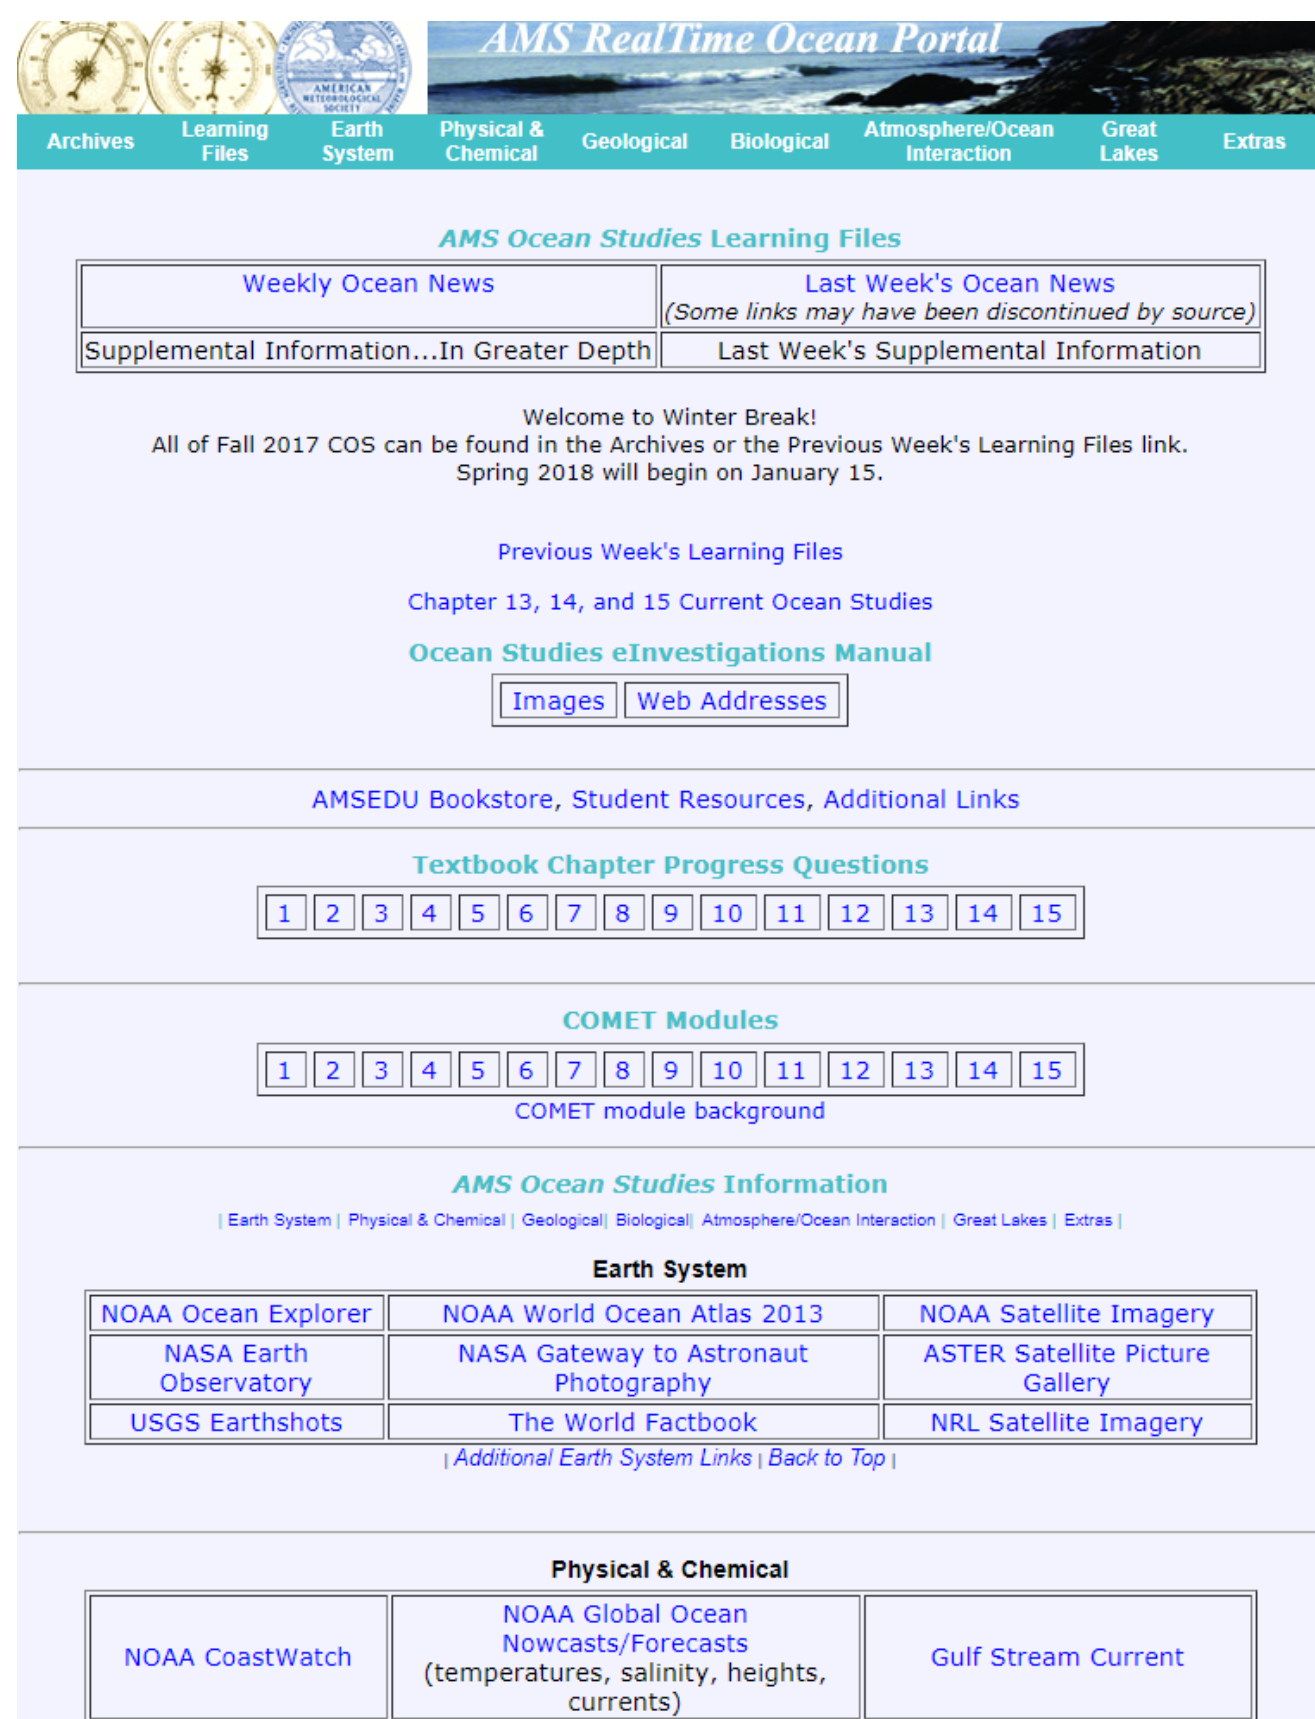 AMS RealTime Ocean Portal
AMERICAN
METEOROLOGICAL
SOCIETY
Archives
Learning
Files
Earth
System
Physical &
Chemical
Geological
Biological
Atmosphere/Ocean
Interaction
Great
Lakes
Extras
AMS Ocean Studies Learning Files
Weekly Ocean News
Last Week's Ocean News
(Some links may have been discontinued by source)
Supplemental Information...In Greater Depth
Last Week's Supplemental Information
Welcome to Winter Break!
All of Fall 2017 COS can be found in the Archives or the Previous Week's Learning Files link.
Spring 2018 will begin on January 15.
Previous Week's Learning Files
Chapter 13, 14, and 15 Current Ocean Studies
Ocean Studies eInvestigations Manual
Images Web Addresses
AMSEDU Bookstore, Student Resources, Additional Links
Textbook Chapter Progress Questions
1 2 3 4 5 6 7 8 9 10 11 12 13 14 15
COMET Modules
1 2 3 4 5 6 7 8 9 10 11 12 13 14 15
COMET module background
AMS Ocean Studies Information
| Earth System | Physical & Chemical | Geological| Biological| Atmosphere/Ocean Interaction | Great Lakes | Extras |
Earth System
NOAA Ocean Explorer
NOAA World Ocean Atlas 2013
NOAA Satellite Imagery
NASA Earth
Observatory
NASA Gateway to Astronaut
Photography
ASTER Satellite Picture
Gallery
USGS Earthshots
The World Factbook
NRL Satellite Imagery
| Additional Earth System Links | Back to Top |
Physical & Chemical
NOAA CoastWatch
NOAA Global Ocean
Nowcasts/Forecasts
(temperatures, salinity, heights,
currents)
Gulf Stream Current